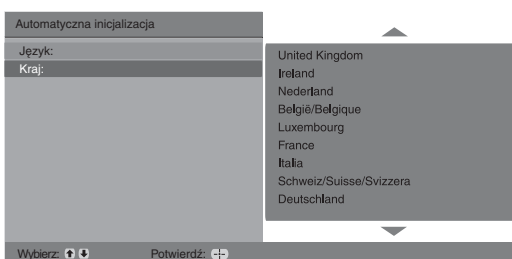 Automatyczna inicjalizacja
Język:
Kraj:
United Kingdom
Ireland
Nederland
België/Belgique
Luxembourg
France
Italia
Schweiz/Suisse/Svizzera
Deutschland
Wybierz: Potwierdź: